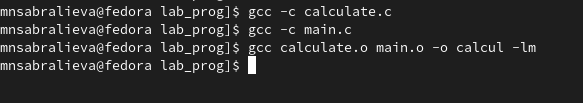 mnsabralieva@fedora lab_prog]$ gcc -c calculate.c
mnsabralieva@fedora lab_prog]$ gcc -c main.c
mnsabralieva@fedora lab_prog]$ gcc calculate.o main.o -o calcul -lm
mnsabralieva@fedora lab_prog]$